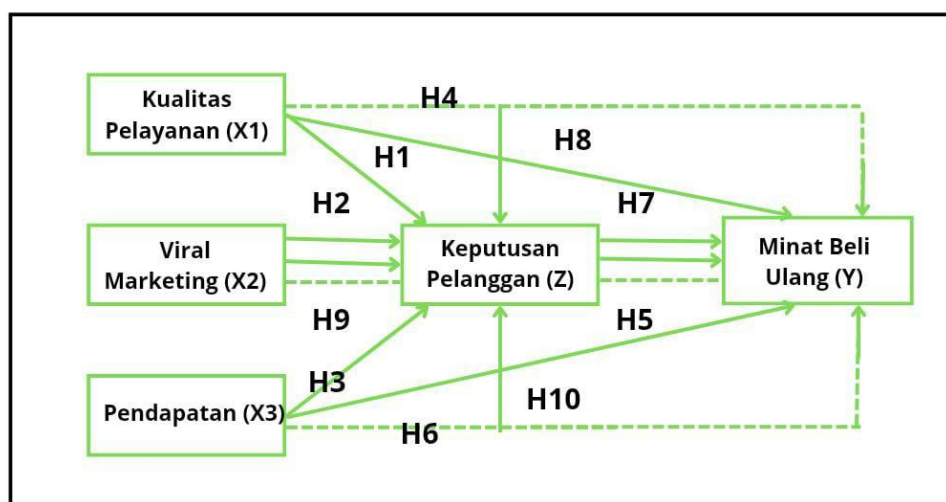 Kualitas
Pelayanan (X1)
H4
H8
H1
H2
H7
Viral
Marketing (X2)
Keputusan
Pelanggan (Z)
Minat Beli
Ulang (Y)
H9
H5
H3
Pendapatan (X3)
H10
H6